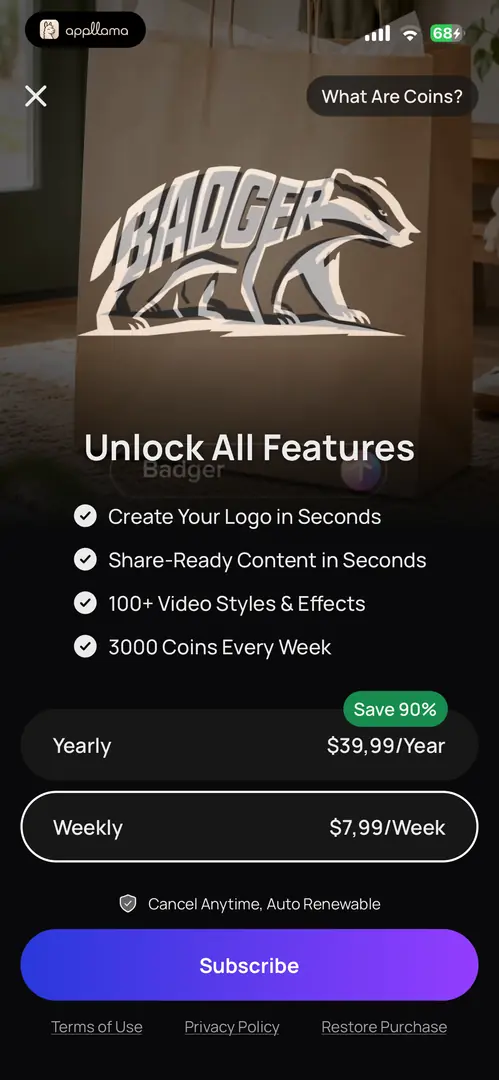 appllama
68
What Are Coins?
BADGER
Unlock All Features
Badger
Create Your Logo in Seconds
Share-Ready Content in Seconds
100+ Video Styles & Effects
3000 Coins Every Week
Save 90%
Yearly
$39,99/Year
Weekly
$7,99/Week
Cancel Anytime, Auto Renewable
Subscribe
Terms of Use
Privacy Policy
Restore Purchase